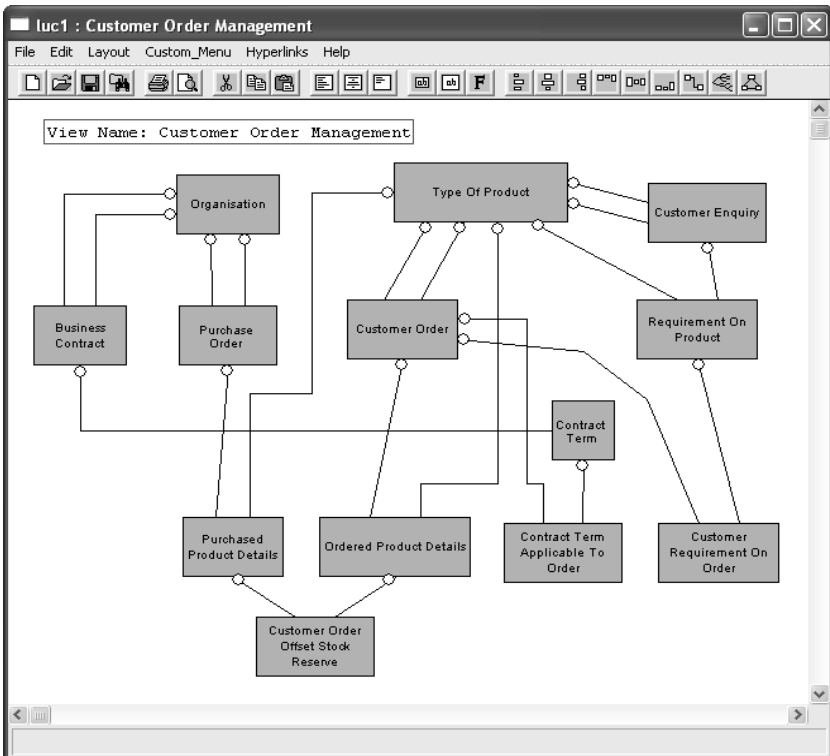 luc1 : Customer Order Management
File Edit Layout Custom_Menu Hyperlinks Help
ab ab F
View Name: Customer Order Management
Organisation
Type Of Product
Customer Enquiry
Business
Contract
Purchase
Order
Customer Order
Requirement On
Product
Contract
Term
Purchased
Product Details
Ordered Product Details
Contract Term
Applicable To
Order
Customer
Requirement On
Order
Customer Order
Offset Stock
Reserve